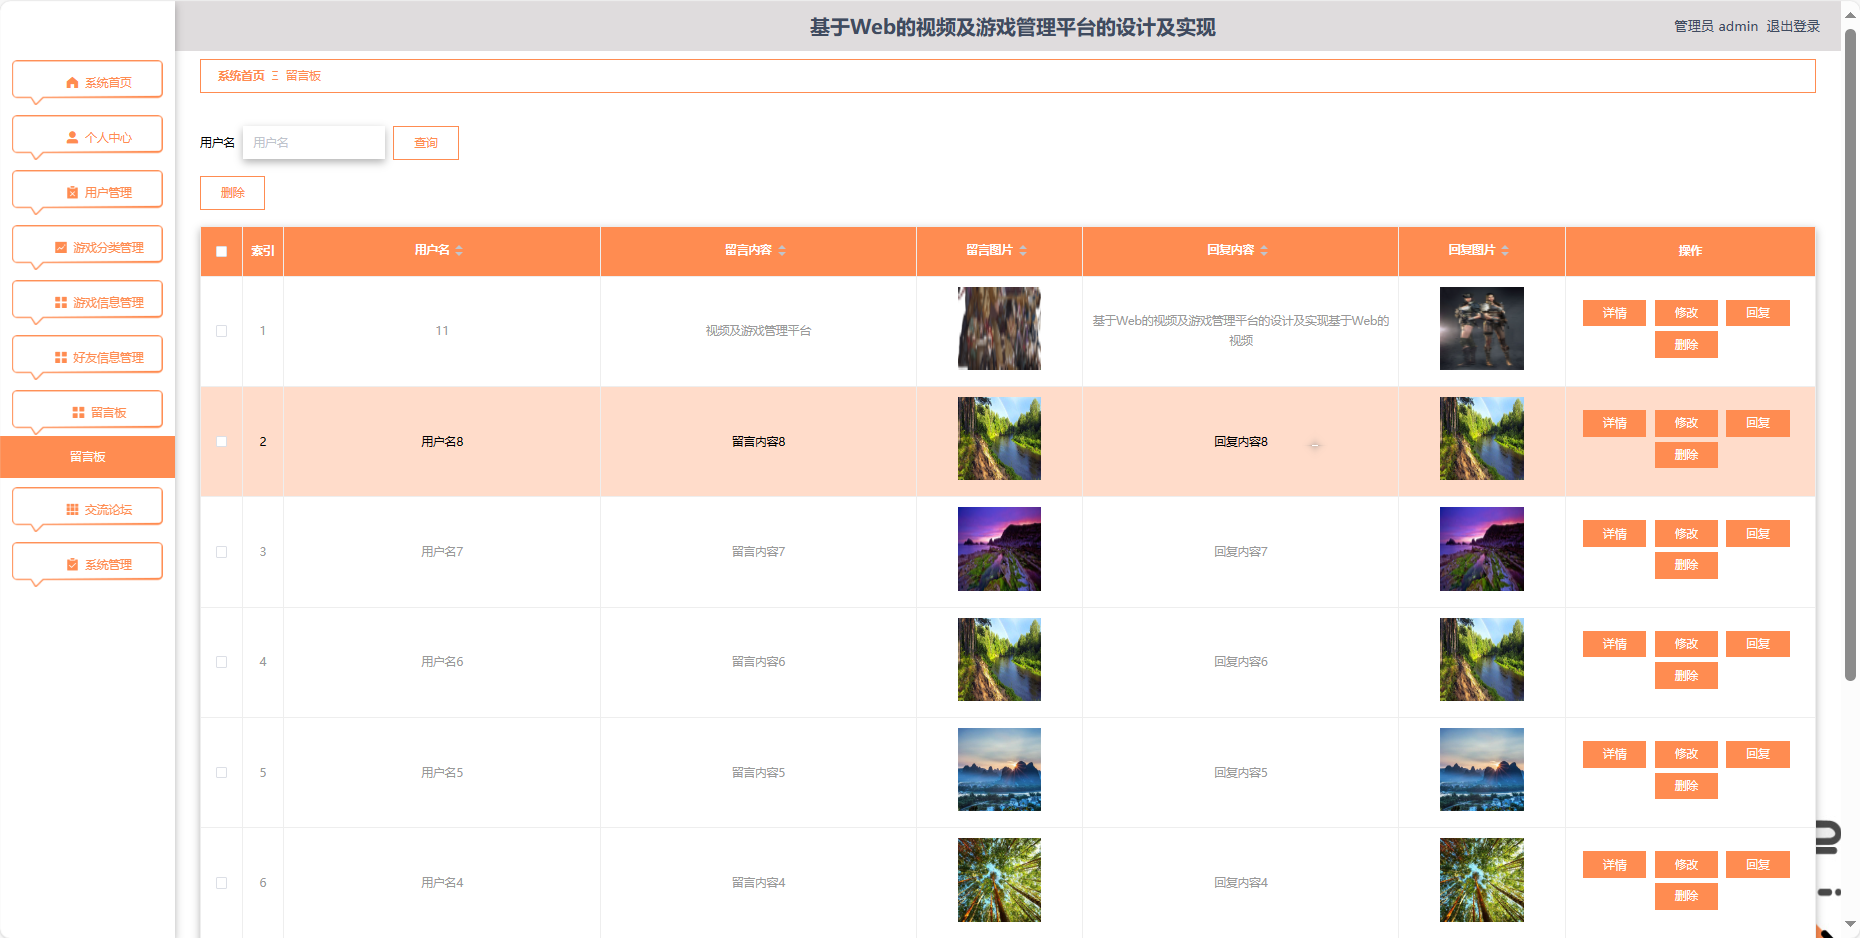 基于Web的视频及游戏管理平台的设计及实现
管理员 admin 退出登录
系统首页
个人中心
用户管理
游戏分类管理
游戏信息管理
好友信息管理
留言板
留言板
交流论坛
系统管理
系统首页 Ξ 留言板
用户名 用户名 查询
删除
索引 用户名 留言内容 留言图片 回复内容 回复图片 操作
1 11 视频及游戏管理平台 基于Web的视频及游戏管理平台的设计及实现基于Web的
视频
详情 修改 回复
删除
2 用户名8 留言内容8 回复内容8
详情 修改 回复
删除
3 用户名7 留言内容7 回复内容7
详情 修改 回复
删除
4 用户名6 留言内容6 回复内容6
详情 修改 回复
删除
5 用户名5 留言内容5 回复内容5
详情 修改 回复
删除
6 用户名4 留言内容4 回复内容4
详情 修改 回复
删除